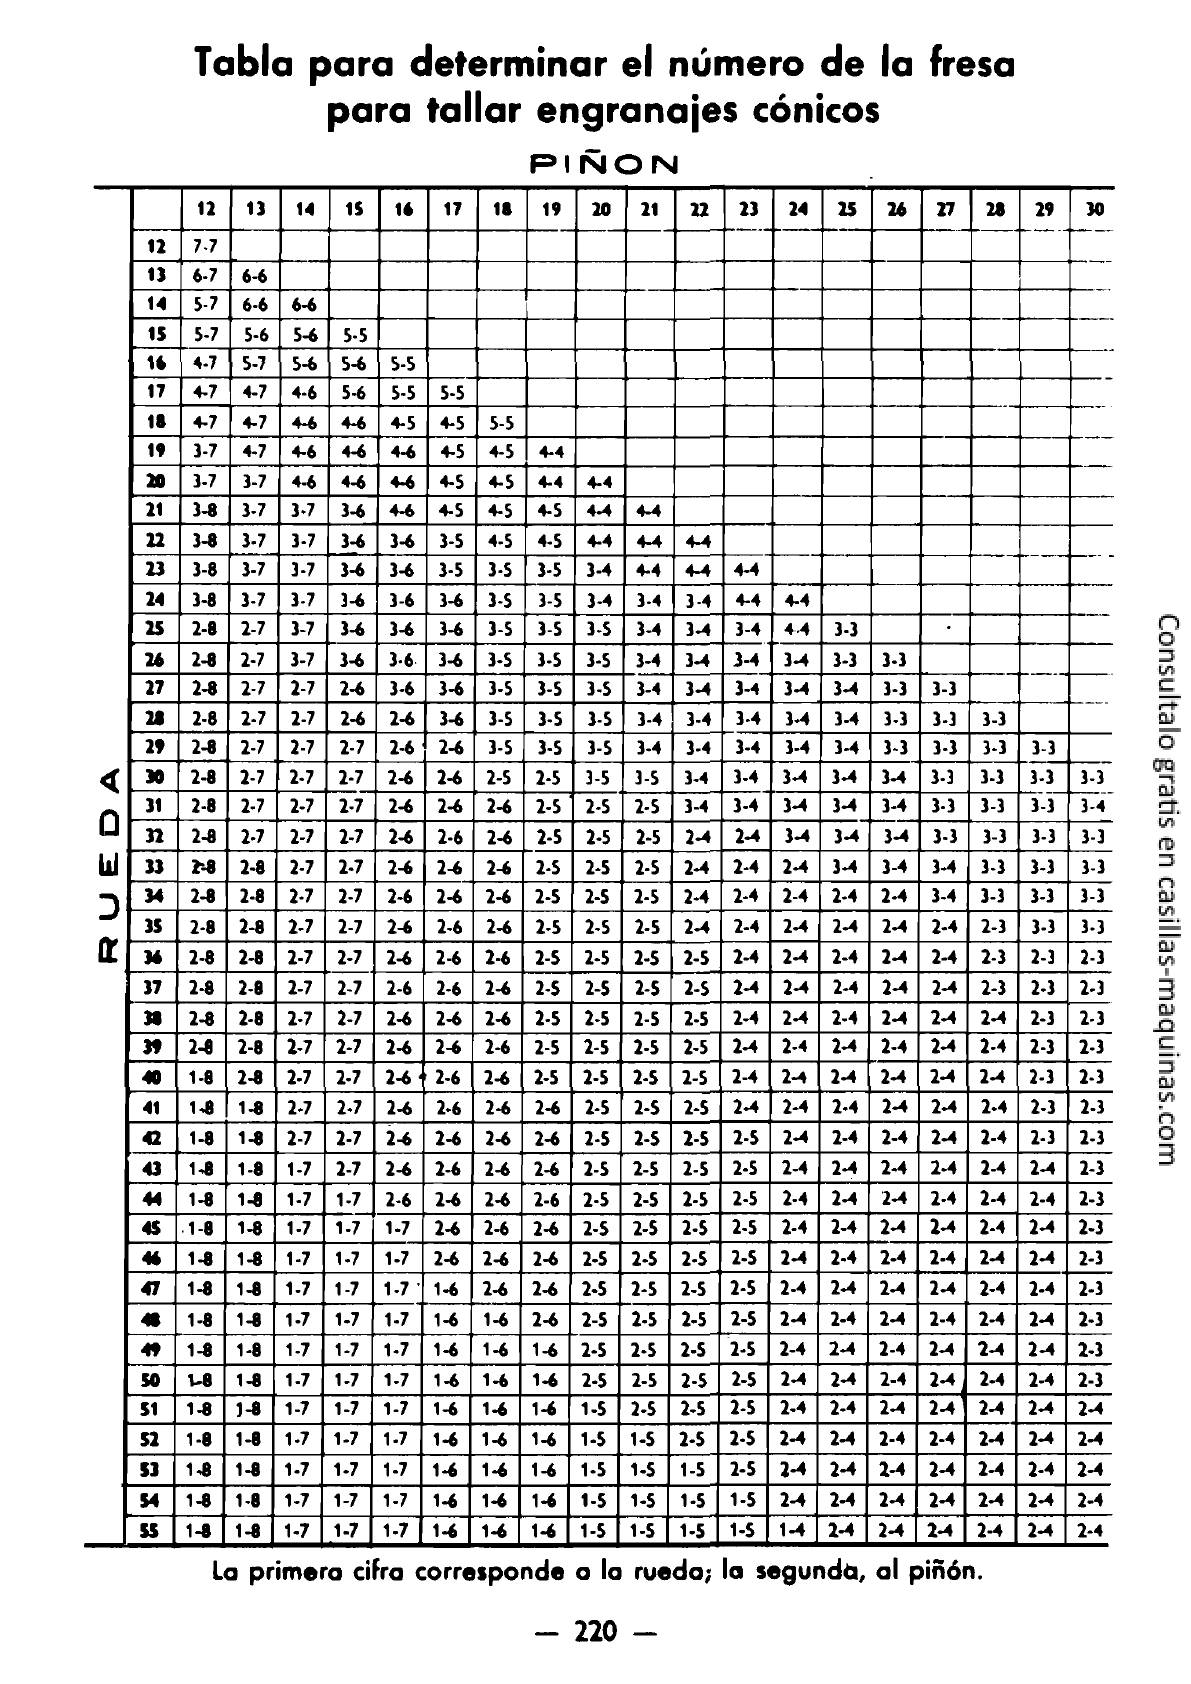 Tabla para determinar el número de la fresa
para tallar engranajes cónicos
PIÑON
12 13 14 15 16 17 18 19 20 21 22 23 24 25 26 27 28 29 30
12 7-7
13 6-7 6-6
14 5-7 6-6 6-6
15 5-7 5-6 5-6 5-5
16 4-7 5-7 5-6 5-6 5-5
17 4-7 4-7 4-6 5-6 5-5 5-5
18 4-7 4-7 4-6 4-6 4-5 4-5 5-5
19 3-7 4-7 4-6 4-6 4-6 4-5 4-5 4-4
20 3-7 3-7 4-6 4-6 4-6 4-5 4-5 4-4 4-4
21 3-8 3-7 3-7 3-6 4-6 4-5 4-5 4-5 4-4 4-4
22 3-8 3-7 3-7 3-6 3-6 3-5 4-5 4-5 4-4 4-4 4-4
23 3-8 3-7 3-7 3-6 3-6 3-5 3-5 3-5 3-4 4-4 4-4 4-4
24 3-8 3-7 3-7 3-6 3-6 3-6 3-5 3-5 3-4 3-4 3-4 4-4 4-4
25 2-8 2-7 3-7 3-6 3-6 3-6 3-5 3-5 3-5 3-4 3-4 3-4 4-4 3-3
26 2-8 2-7 3-7 3-6 3-6 3-6 3-5 3-5 3-5 3-4 3-4 3-4 3-4 3-3 3-3
27 2-8 2-7 2-7 2-6 3-6 3-6 3-5 3-5 3-5 3-4 3-4 3-4 3-4 3-4 3-3 3-3
28 2-8 2-7 2-7 2-6 2-6 3-6 3-5 3-5 3-5 3-4 3-4 3-4 3-4 3-4 3-3 3-3 3-3
29 2-8 2-7 2-7 2-7 2-6 2-6 3-5 3-5 3-5 3-4 3-4 3-4 3-4 3-4 3-3 3-3 3-3 3-3
30 2-8 2-7 2-7 2-7 2-6 2-6 2-5 2-5 3-5 3-5 3-4 3-4 3-4 3-4 3-4 3-3 3-3 3-3 3-3
31 2-8 2-7 2-7 2-7 2-6 2-6 2-6 2-5 2-5 2-5 3-4 3-4 3-4 3-4 3-4 3-3 3-3 3-3 3-4
32 2-8 2-7 2-7 2-7 2-6 2-6 2-6 2-5 2-5 2-5 2-4 2-4 3-4 3-4 3-4 3-3 3-3 3-3 3-3
33 2-8 2-8 2-7 2-7 2-6 2-6 2-6 2-5 2-5 2-5 2-4 2-4 2-4 3-4 3-4 3-4 3-3 3-3 3-3
34 2-8 2-8 2-7 2-7 2-6 2-6 2-6 2-5 2-5 2-5 2-4 2-4 2-4 2-4 2-4 3-4 3-3 3-3 3-3
35 2-8 2-8 2-7 2-7 2-6 2-6 2-6 2-5 2-5 2-5 2-4 2-4 2-4 2-4 2-4 2-4 2-3 3-3 3-3
36 2-8 2-8 2-7 2-7 2-6 2-6 2-6 2-5 2-5 2-5 2-5 2-4 2-4 2-4 2-4 2-4 2-3 2-3 2-3
37 2-8 2-8 2-7 2-7 2-6 2-6 2-6 2-5 2-5 2-5 2-5 2-4 2-4 2-4 2-4 2-4 2-3 2-3 2-3
38 2-8 2-8 2-7 2-7 2-6 2-6 2-6 2-5 2-5 2-5 2-5 2-4 2-4 2-4 2-4 2-4 2-4 2-3 2-3
39 2-8 2-8 2-7 2-7 2-6 2-6 2-6 2-5 2-5 2-5 2-5 2-4 2-4 2-4 2-4 2-4 2-4 2-3 2-3
40 1-8 2-8 2-7 2-7 2-6 2-6 2-6 2-5 2-5 2-5 2-5 2-4 2-4 2-4 2-4 2-4 2-4 2-3 2-3
41 1-8 1-8 2-7 2-7 2-6 2-6 2-6 2-6 2-5 2-5 2-5 2-4 2-4 2-4 2-4 2-4 2-4 2-3 2-3
42 1-8 1-8 2-7 2-7 2-6 2-6 2-6 2-6 2-5 2-5 2-5 2-5 2-4 2-4 2-4 2-4 2-4 2-3 2-3
43 1-8 1-8 1-7 2-7 2-6 2-6 2-6 2-6 2-5 2-5 2-5 2-5 2-4 2-4 2-4 2-4 2-4 2-4 2-3
44 1-8 1-8 1-7 1-7 2-6 2-6 2-6 2-6 2-5 2-5 2-5 2-5 2-4 2-4 2-4 2-4 2-4 2-4 2-3
45 1-8 1-8 1-7 1-7 1-7 2-6 2-6 2-6 2-5 2-5 2-5 2-5 2-4 2-4 2-4 2-4 2-4 2-4 2-3
46 1-8 1-8 1-7 1-7 1-7 2-6 2-6 2-6 2-5 2-5 2-5 2-5 2-4 2-4 2-4 2-4 2-4 2-4 2-3
47 1-8 1-8 1-7 1-7 1-7 1-6 2-6 2-6 2-5 2-5 2-5 2-5 2-4 2-4 2-4 2-4 2-4 2-4 2-3
48 1-8 1-8 1-7 1-7 1-7 1-6 1-6 2-6 2-5 2-5 2-5 2-5 2-4 2-4 2-4 2-4 2-4 2-4 2-3
49 1-8 1-8 1-7 1-7 1-7 1-6 1-6 1-6 2-5 2-5 2-5 2-5 2-4 2-4 2-4 2-4 2-4 2-4 2-3
50 1-8 1-8 1-7 1-7 1-7 1-6 1-6 1-6 2-5 2-5 2-5 2-5 2-4 2-4 2-4 2-4 2-4 2-4 2-3
51 1-8 1-8 1-7 1-7 1-7 1-6 1-6 1-6 1-5 2-5 2-5 2-5 2-4 2-4 2-4 2-4 2-4 2-4 2-4
52 1-8 1-8 1-7 1-7 1-7 1-6 1-6 1-6 1-5 1-5 2-5 2-5 2-4 2-4 2-4 2-4 2-4 2-4 2-4
53 1-8 1-8 1-7 1-7 1-7 1-6 1-6 1-6 1-5 1-5 1-5 2-5 2-4 2-4 2-4 2-4 2-4 2-4 2-4
54 1-8 1-8 1-7 1-7 1-7 1-6 1-6 1-6 1-5 1-5 1-5 1-5 2-4 2-4 2-4 2-4 2-4 2-4 2-4
55 1-8 1-8 1-7 1-7 1-7 1-6 1-6 1-6 1-5 1-5 1-5 1-5 1-4 2-4 2-4 2-4 2-4 2-4 2-4
RUEDA
La primera cifra corresponde a la rueda; la segunda, al piñón.
— 220 —
Consultalo gratis en casillas-maquinas.com